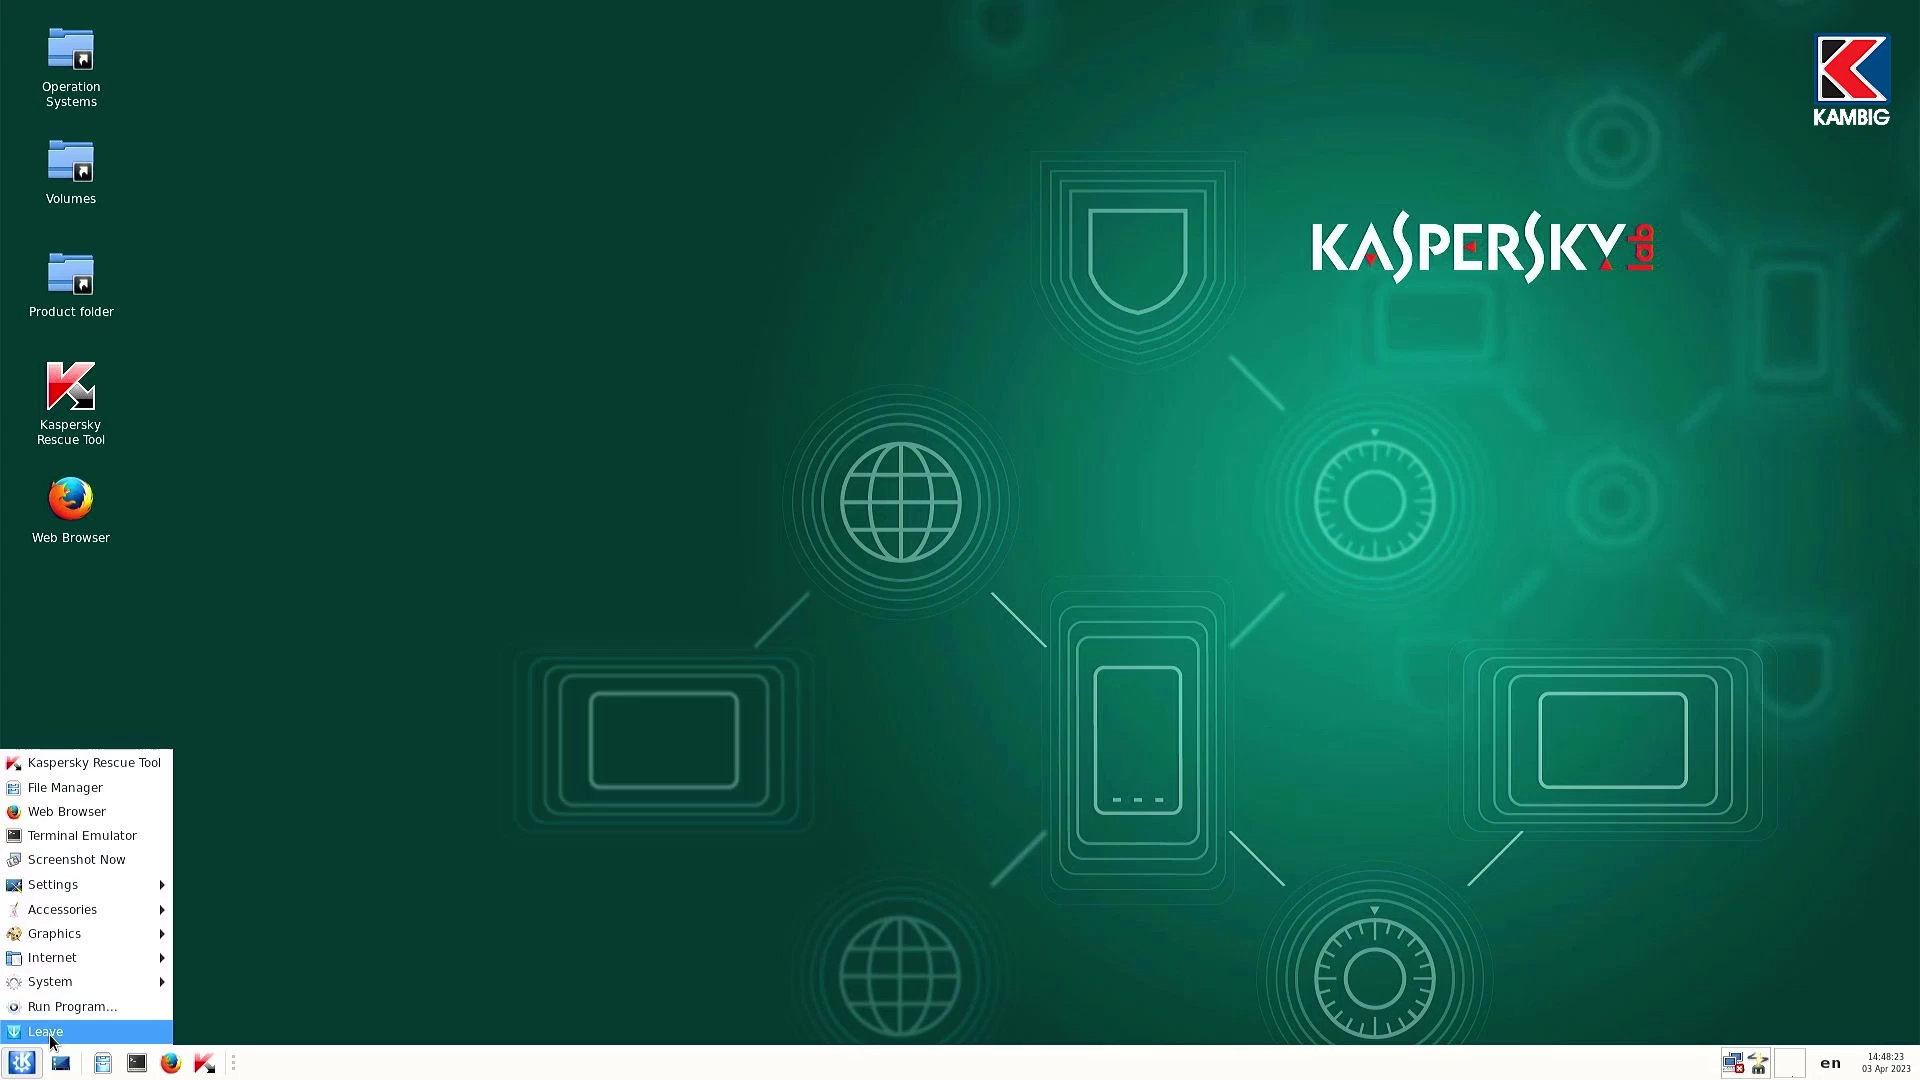 Operation
Systems
Volumes
Product folder
Kaspersky
Rescue Tool
Web Browser
KAMBIG
KASPERSKY lab
Kaspersky Rescue Tool
File Manager
Web Browser
Terminal Emulator
Screenshot Now
Settings
Accessories
Graphics
Internet
System
Run Program...
Leave
en
14:48:23
03 Apr 2023